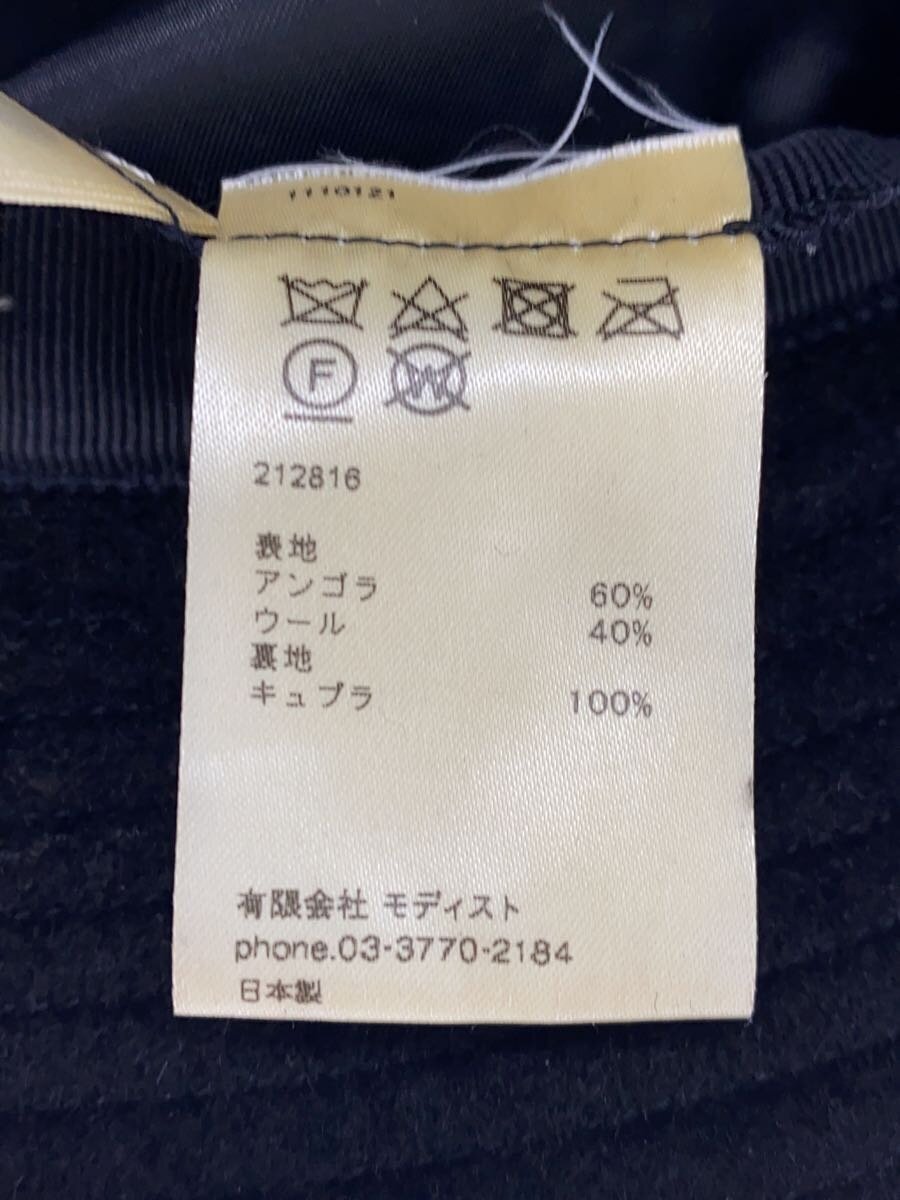 1110121
F
W
212816
表地
アンゴラ 60%
ウール 40%
裏地
キュプラ 100%
有限会社 モディスト
phone.03-3770-2184
日本製